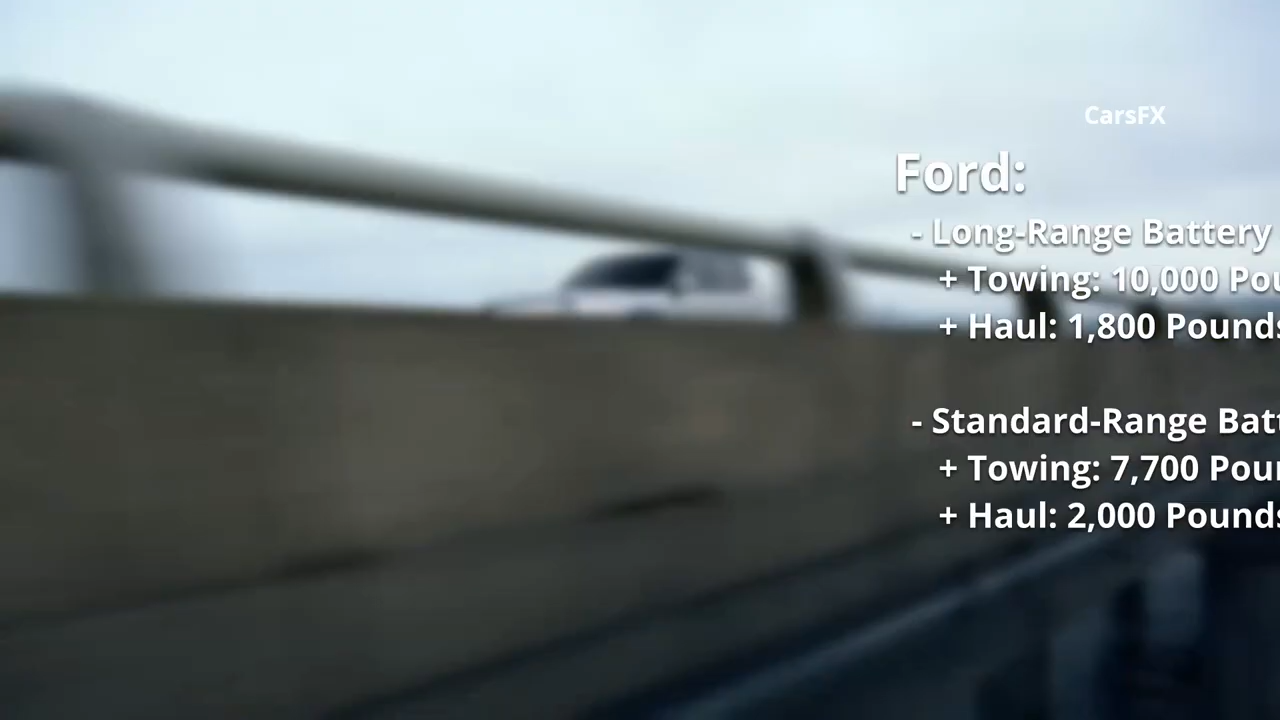 CarsFX
Ford:
- Long-Range Battery
+ Towing: 10,000
+ Haul: 1,800 Pounds
- Standard-Range
+ Towing: 7,700
+ Haul: 2,000 Pounds